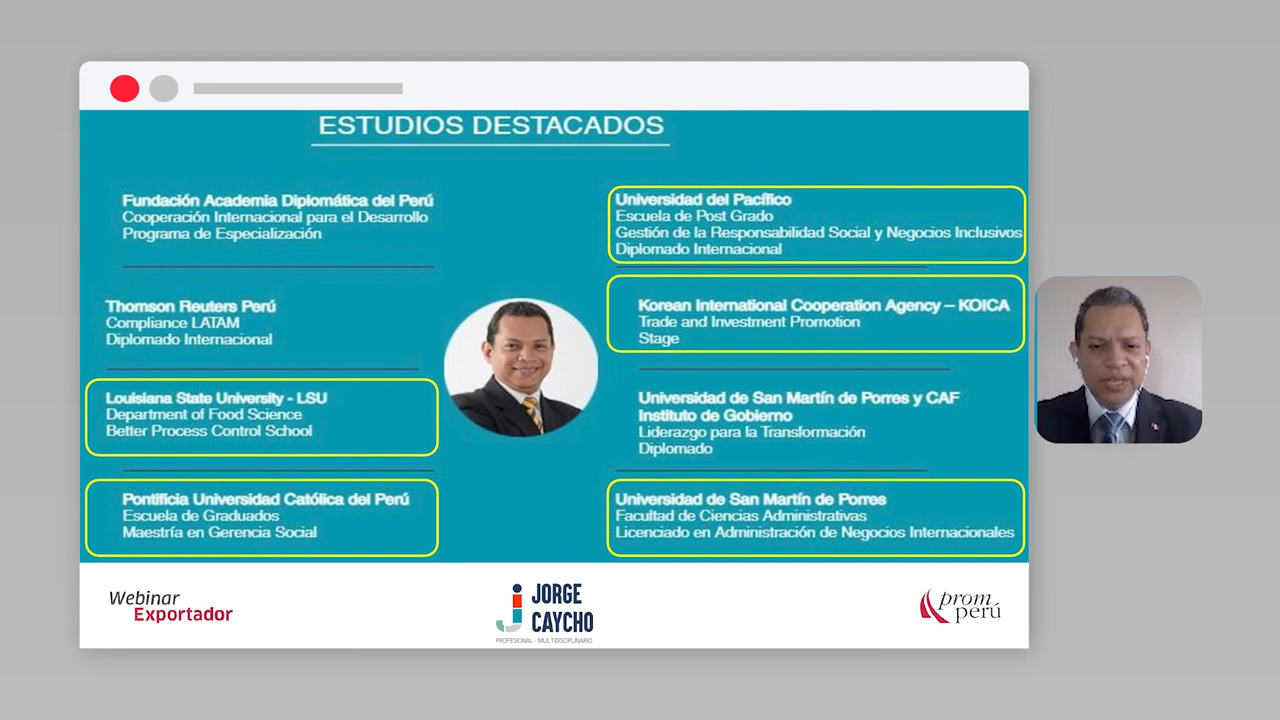 ESTUDIOS DESTACADOS
Fundación Academia Diplomática del Perú
Cooperación Internacional para el Desarrollo
Programa de Especialización
Thomson Reuters Perú
Compliance LATAM
Diplomado Internacional
Louisiana State University - LSU
Department of Food Science
Better Process Control School
Pontificia Universidad Católica del Perú
Escuela de Graduados
Maestría en Gerencia Social
Universidad del Pacífico
Escuela de Post Grado
Gestión de la Responsabilidad Social y Negocios Inclusivos
Diplomado Internacional
Korean International Cooperation Agency – KOICA
Trade and Investment Promotion
Stage
Universidad de San Martín de Porres y CAF
Instituto de Gobierno
Liderazgo para la Transformación
Diplomado
Universidad de San Martín de Porres
Facultad de Ciencias Administrativas
Licenciado en Administración de Negocios Internacionales
Webinar
Exportador
JORGE
CAYCHO
PROFESIONAL - MULTIDISCIPLINARIO
prom
perú